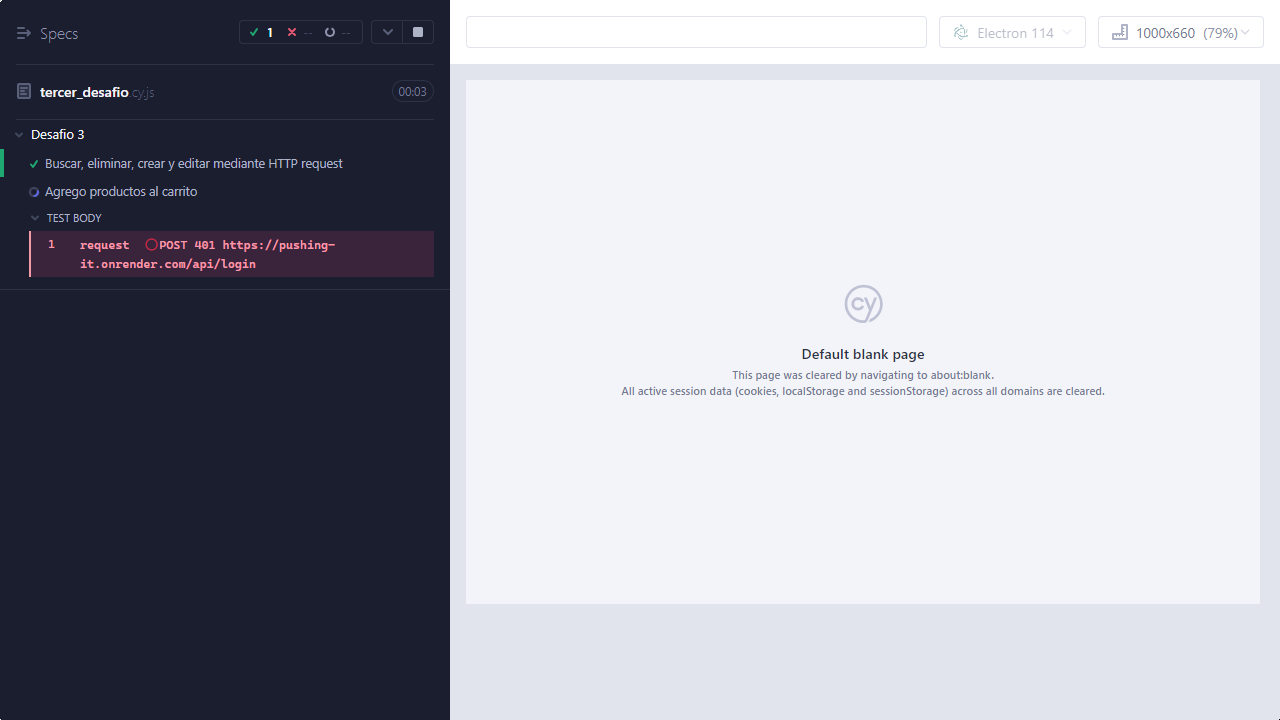 Specs
1
--
--
tercer_desafio.cy.js
00:03
Desafio 3
Buscar, eliminar, crear y editar mediante HTTP request
Agrego productos al carrito
TEST BODY
1 request POST 401 https://pushing-
it.onrender.com/api/login
Electron 114
1000x660 (79%)
cy
Default blank page
This page was cleared by navigating to about:blank.
All active session data (cookies, localStorage and sessionStorage) across all domains are cleared.